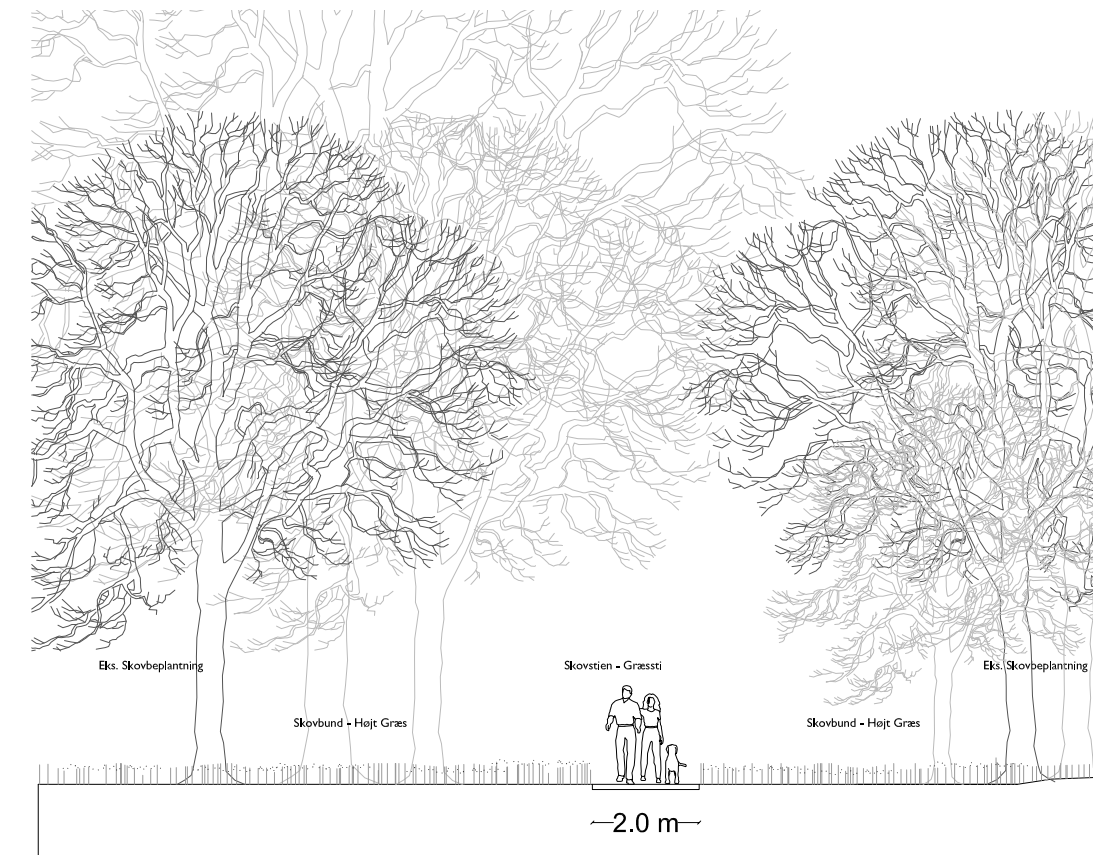 Eks. Skovbeplantning
Skovstien - Græssti
Eks. Skovbeplantning
Skovbund - Højt Græs
Skovbund - Højt Græs
2.0 m